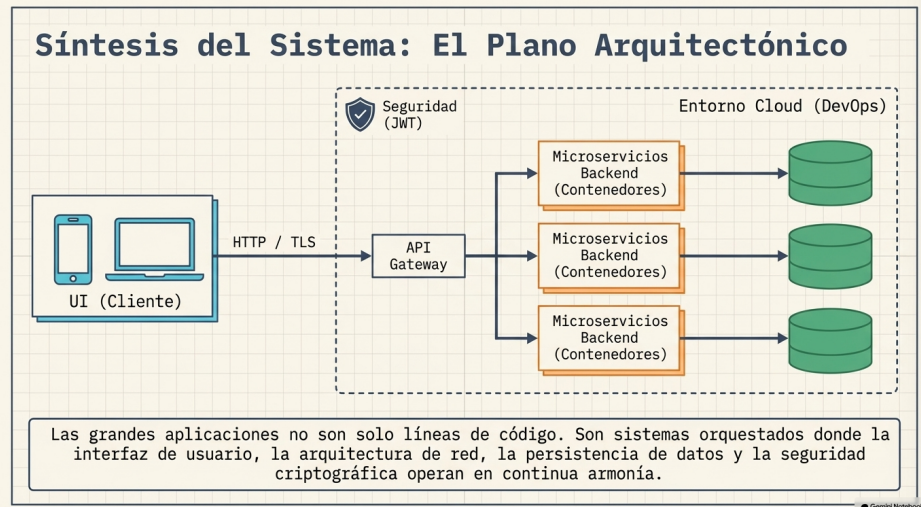 Síntesis del Sistema: El Plano Arquitectónico
Seguridad
(JWT)
Entorno Cloud (DevOps)
UI (Cliente)
HTTP / TLS
API
Gateway
Microservicios
Backend
(Contenedores)
Microservicios
Backend
(Contenedores)
Microservicios
Backend
(Contenedores)
Las grandes aplicaciones no son solo líneas de código. Son sistemas orquestados donde la
interfaz de usuario, la arquitectura de red, la persistencia de datos y la seguridad
criptográfica operan en continua armonía.